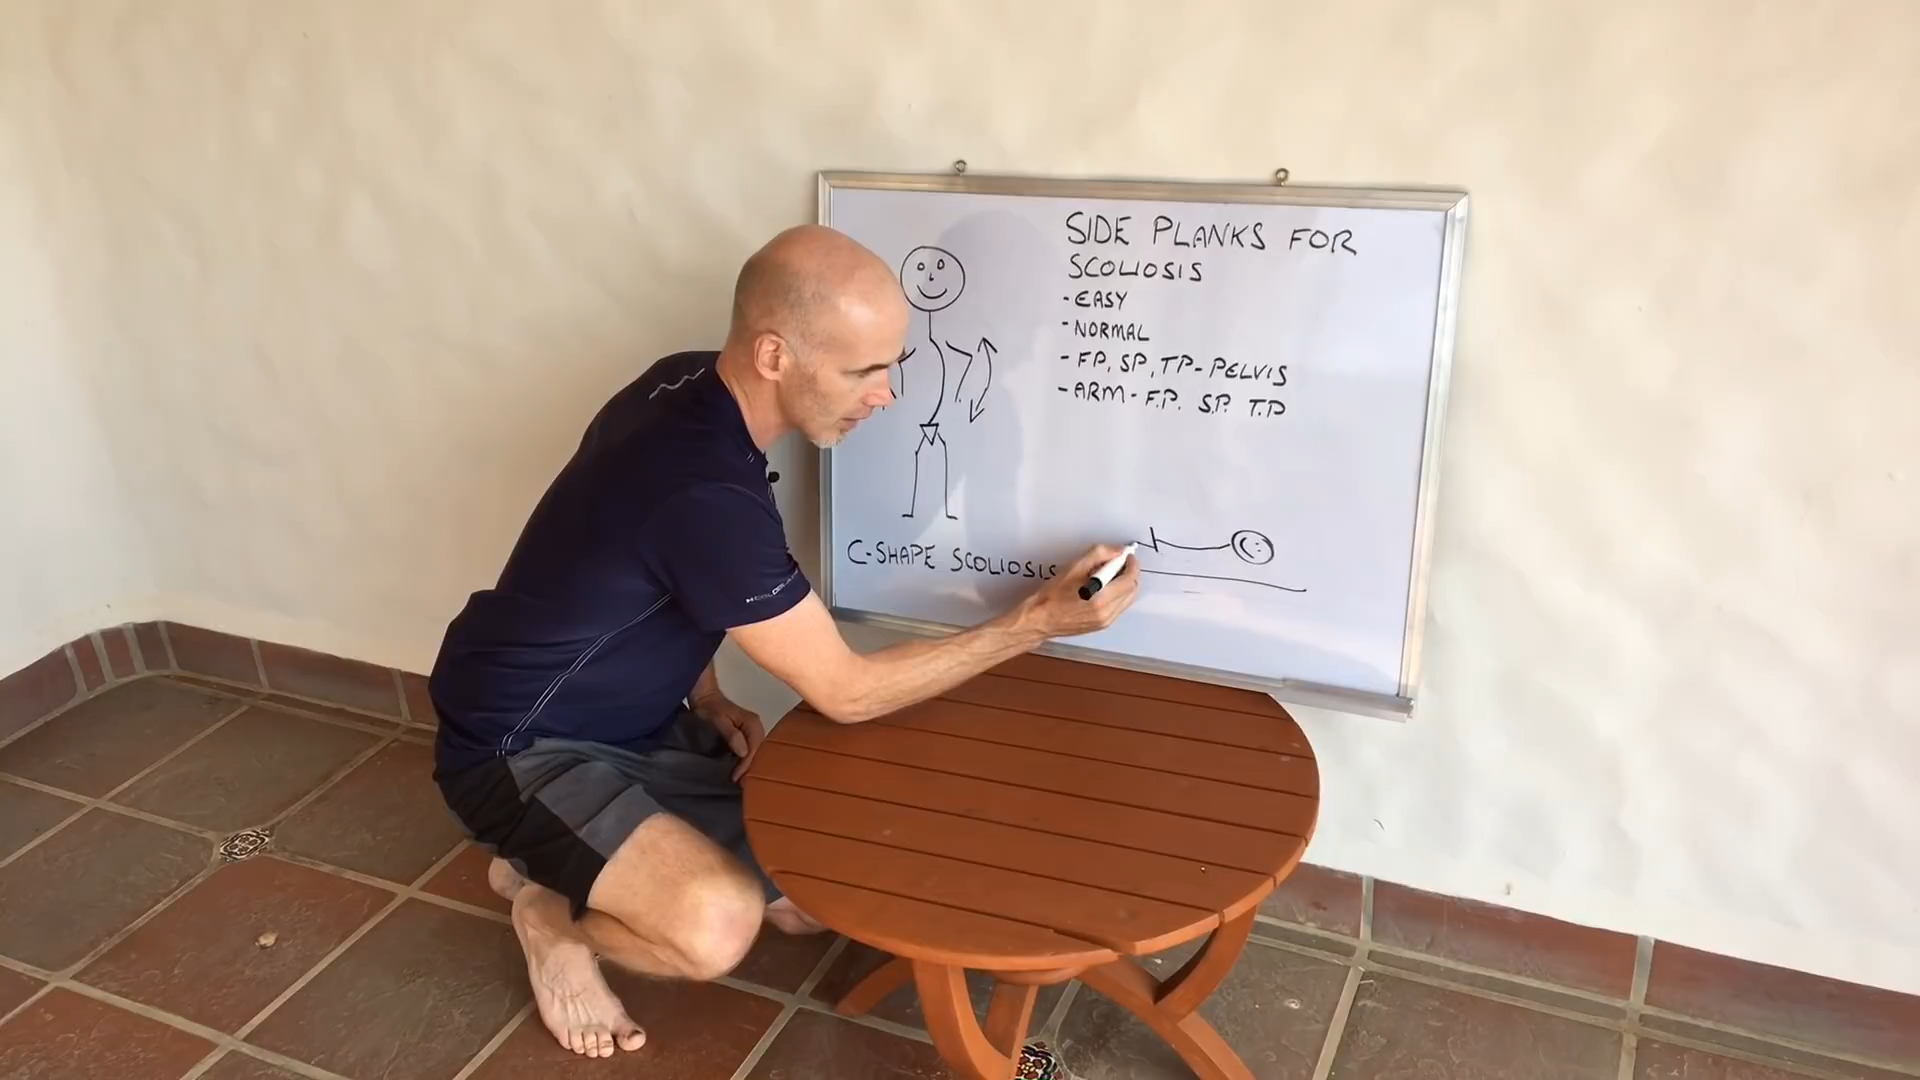 SIDE PLANKS FOR
SCOLIOSIS
- EASY
- NORMAL
- FP, SP, TP - PELVIS
- ARM - F.P. S.P. T.P
C-SHAPE SCOLIOSIS